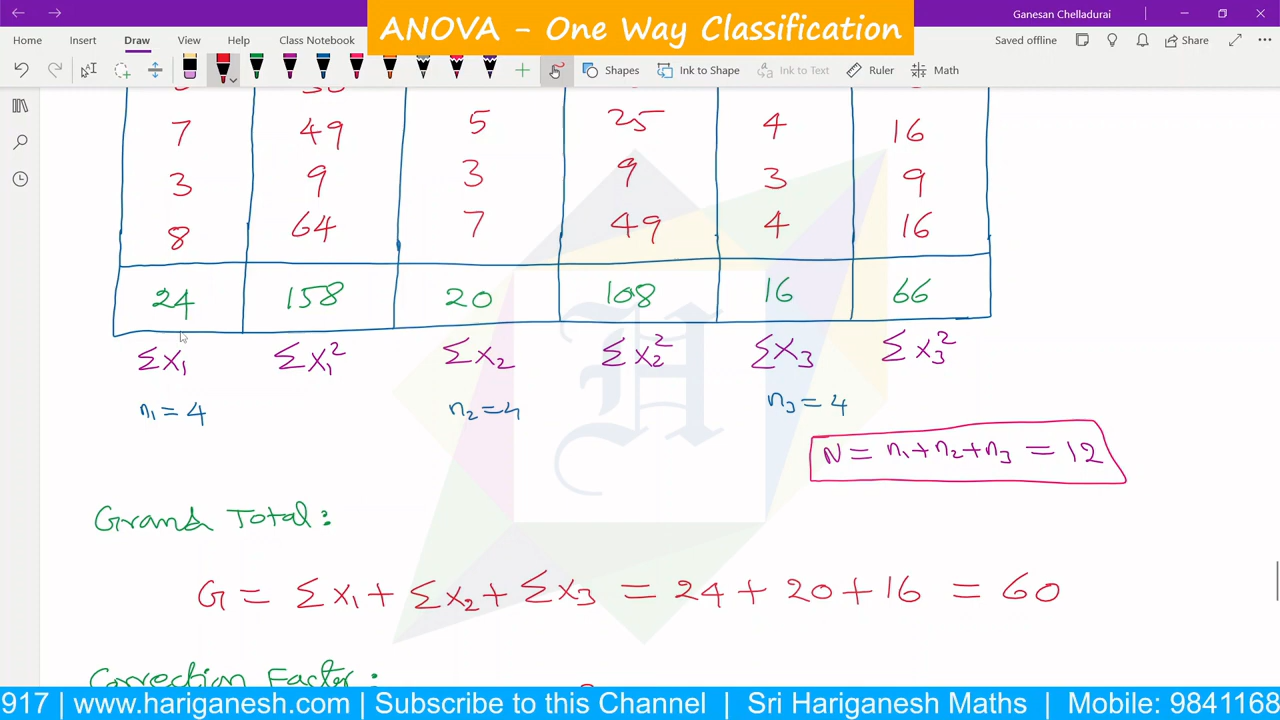 Ganesan Chelladurai
ANOVA - One Way Classification
Home Insert Draw View Help Class Notebook Saved offline Share
Shapes Ink to Shape Ink to Text Ruler Math
7 49 5 25 4 16
3 9 3 9 3 9
8 64 7 49 4 16
24 158 20 108 16 66
Σx₁ Σx₁² Σx₂ Σx₂² Σx₃ Σx₃²
n₁ = 4 n₂ = 4 n₃ = 4
N = n₁+n₂+n₃ = 12
Grand Total:
G = Σx₁ + Σx₂ + Σx₃ = 24 + 20 + 16 = 60
Correction Factor:
917 | www.hariganesh.com | Subscribe to this Channel | Sri Hariganesh Maths | Mobile: 9841168